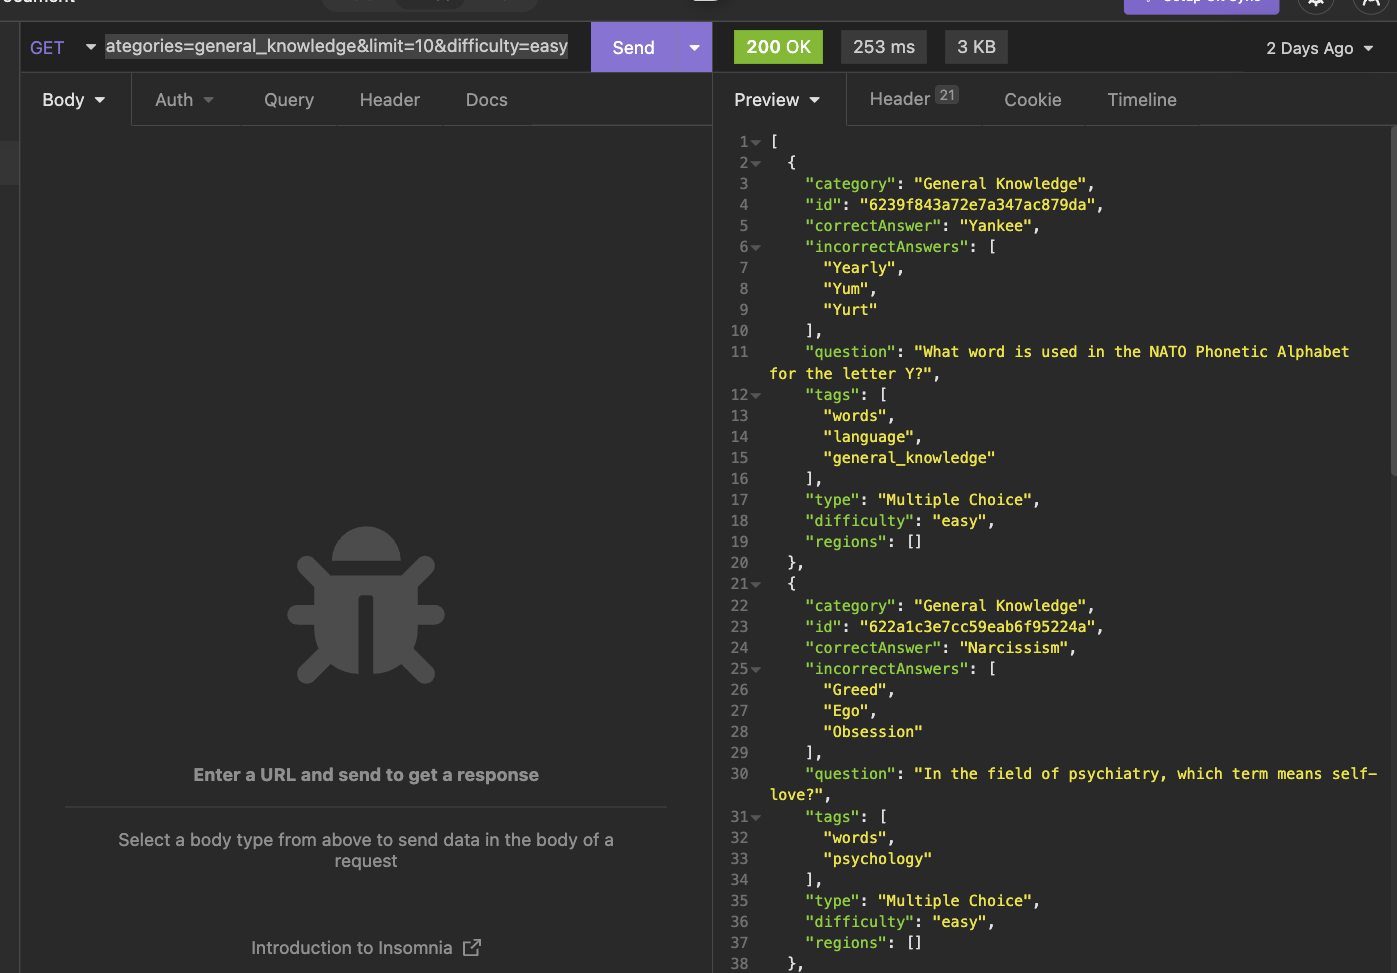 GET ategories=general_knowledge&limit=10&difficulty=easy Send 200 OK 253 ms 3 KB 2 Days Ago
Body Auth Query Header Docs
Preview Header 21 Cookie Timeline
Enter a URL and send to get a response
Select a body type from above to send data in the body of a
request
Introduction to Insomnia
1 [
2 {
3 "category": "General Knowledge",
4 "id": "6239f843a72e7a347ac879da",
5 "correctAnswer": "Yankee",
6 "incorrectAnswers": [
7 "Yearly",
8 "Yum",
9 "Yurt"
10 ],
11 "question": "What word is used in the NATO Phonetic Alphabet
for the letter Y?",
12 "tags": [
13 "words",
14 "language",
15 "general_knowledge"
16 ],
17 "type": "Multiple Choice",
18 "difficulty": "easy",
19 "regions": []
20 },
21 {
22 "category": "General Knowledge",
23 "id": "622a1c3e7cc59eab6f95224a",
24 "correctAnswer": "Narcissism",
25 "incorrectAnswers": [
26 "Greed",
27 "Ego",
28 "Obsession"
29 ],
30 "question": "In the field of psychiatry, which term means self-
love?",
31 "tags": [
32 "words",
33 "psychology"
34 ],
35 "type": "Multiple Choice",
36 "difficulty": "easy",
37 "regions": []
38 },